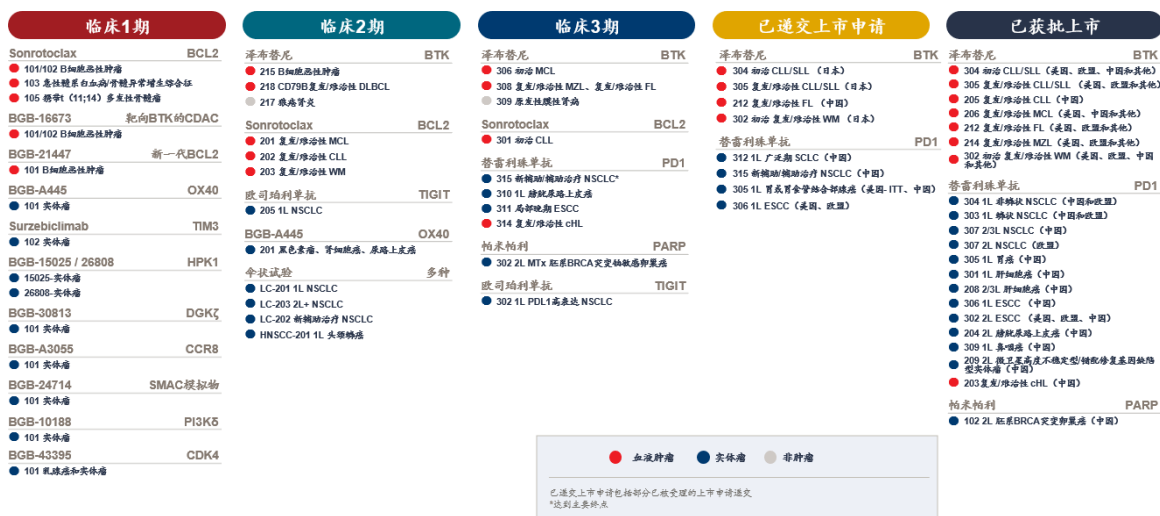 临床1期
Sonrotoclax BCL2
101/102 B细胞恶性肿瘤
103 急性髓系白血病/骨髓异常增生综合征
105 携带t（11;14）多发性骨髓瘤
BGB-16673 靶向BTK的CDAC
101/102 B细胞恶性肿瘤
BGB-21447 新一代BCL2
101 B细胞恶性肿瘤
BGB-A445 OX40
101 实体瘤
Surzebiclimab TIM3
102 实体瘤
BGB-15025 / 26808 HPK1
15025-实体瘤
26808-实体瘤
BGB-30813 DGKζ
101 实体瘤
BGB-A3055 CCR8
101 实体瘤
BGB-24714 SMAC模拟物
101 实体瘤
BGB-10188 PI3Kδ
101 实体瘤
BGB-43395 CDK4
101 乳腺癌和实体瘤
临床2期
泽布替尼 BTK
215 B细胞恶性肿瘤
218 CD79B复发/难治性 DLBCL
217 狼疮肾炎
Sonrotoclax BCL2
201 复发/难治性 MCL
202 复发/难治性 CLL
203 复发/难治性 WM
欧司珀利单抗 TIGIT
205 1L NSCLC
BGB-A445 OX40
201 黑色素瘤、肾细胞癌、尿路上皮癌
伞状试验 多种
LC-201 1L NSCLC
LC-203 2L+ NSCLC
LC-202 新辅助治疗 NSCLC
HNSCC-201 1L 头颈鳞癌
临床3期
泽布替尼 BTK
306 初治 MCL
308 复发/难治性 MZL、复发/难治性 FL
309 原发性膜性肾病
Sonrotoclax BCL2
301 初治 CLL
替雷利珠单抗 PD1
315 新辅助/辅助治疗 NSCLC*
310 1L 膀胱尿路上皮癌
311 局部晚期 ESCC
314 复发/难治性 cHL
帕米帕利 PARP
302 2L MTx 胚系BRCA突变铂敏感卵巢癌
欧司珀利单抗 TIGIT
302 1L PDL1高表达 NSCLC
已递交上市申请
BTK
304 初治 CLL/SLL （日本）
305 复发/难治性 CLL/SLL（日本）
212 复发/难治性 FL （中国）
302 初治 复发/难治性 WM （日本）
替雷利珠单抗 PD1
312 1L 广泛期 SCLC（中国）
315 新辅助/辅助治疗 NSCLC（中国）
305 1L 胃或胃食管结合部腺癌（美国- ITT、中国）
306 1L ESCC（美国、欧盟）
已获批上市
BTK
304 初治 CLL/SLL（美国、欧盟、中国和其他）
305 复发/难治性 CLL/SLL（美国、欧盟和其他）
205 复发/难治性 CLL（中国）
206 复发/难治性 MCL（美国、中国和其他）
212 复发/难治性 FL（美国、欧盟和其他）
214 复发/难治性 MZL（美国、欧盟和其他）
302 初治 复发/难治性 WM（美国、欧盟、中国
和其他）
替雷利珠单抗 PD1
304 1L 非鳞状 NSCLC（中国和欧盟）
303 1L 鳞状 NSCLC（中国和欧盟）
307 2/3L NSCLC（中国）
307 2L NSCLC（欧盟）
305 1L 胃癌（中国）
301 1L 肝细胞癌（中国）
208 2/3L 肝细胞癌（中国）
306 1L ESCC（中国）
302 2L ESCC（美国、欧盟、中国）
204 2L 膀胱尿路上皮癌（中国）
309 1L 鼻咽癌（中国）
209 2L 微卫星高度不稳定型/错配修复基因缺陷
型实体瘤（中国）
203复发/难治性 cHL（中国）
帕米帕利 PARP
102 2L 胚系BRCA突变卵巢癌（中国）
血液肿瘤 实体瘤 非肿瘤
已递交上市申请包括部分已被受理的上市申请递交
*达到主要终点